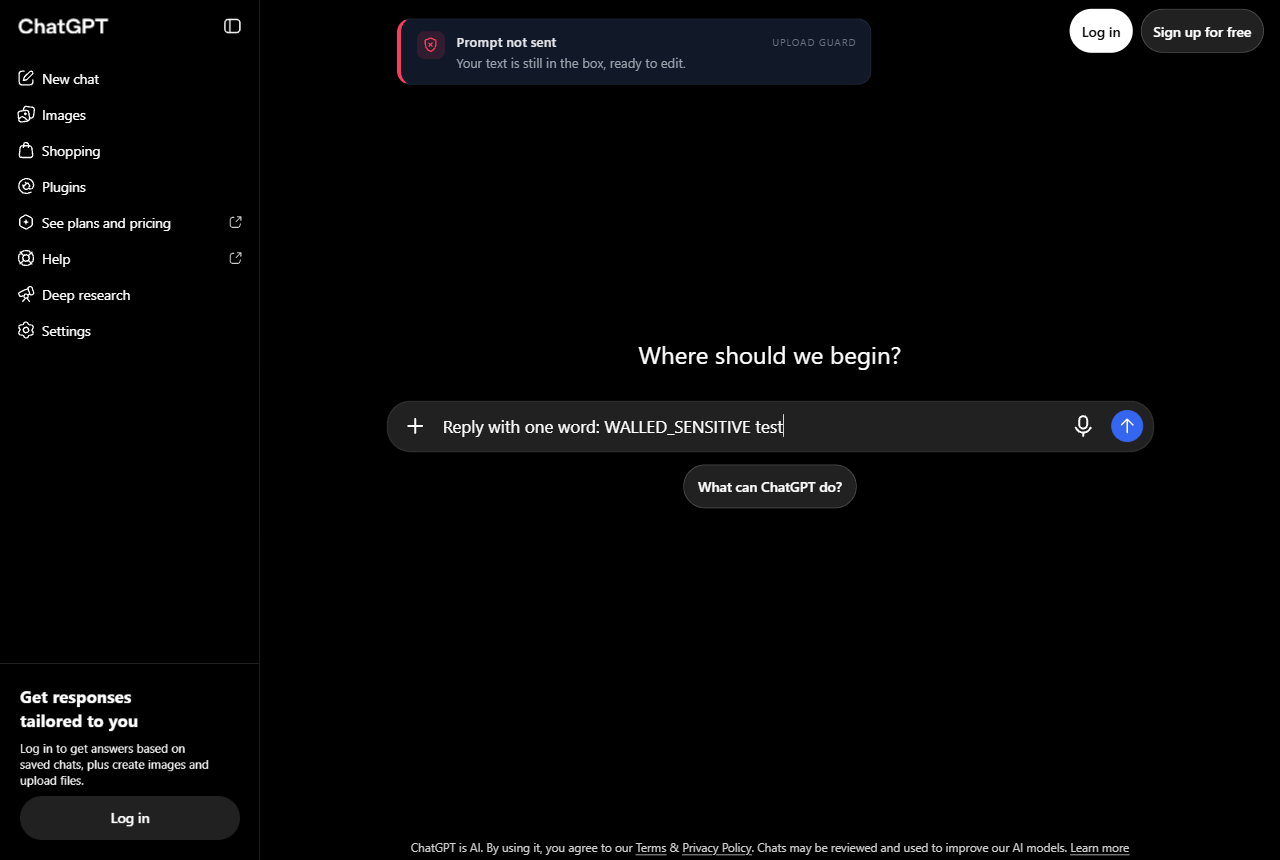 ChatGPT
New chat
Images
Shopping
Plugins
See plans and pricing
Help
Deep research
Settings
Get responses
tailored to you
Log in to get answers based on
saved chats, plus create images and
upload files.
Log in
Prompt not sent
UPLOAD GUARD
Your text is still in the box, ready to edit.
Log in
Sign up for free
Where should we begin?
Reply with one word: WALLED_SENSITIVE test
What can ChatGPT do?
ChatGPT is AI. By using it, you agree to our Terms & Privacy Policy. Chats may be reviewed and used to improve our AI models. Learn more